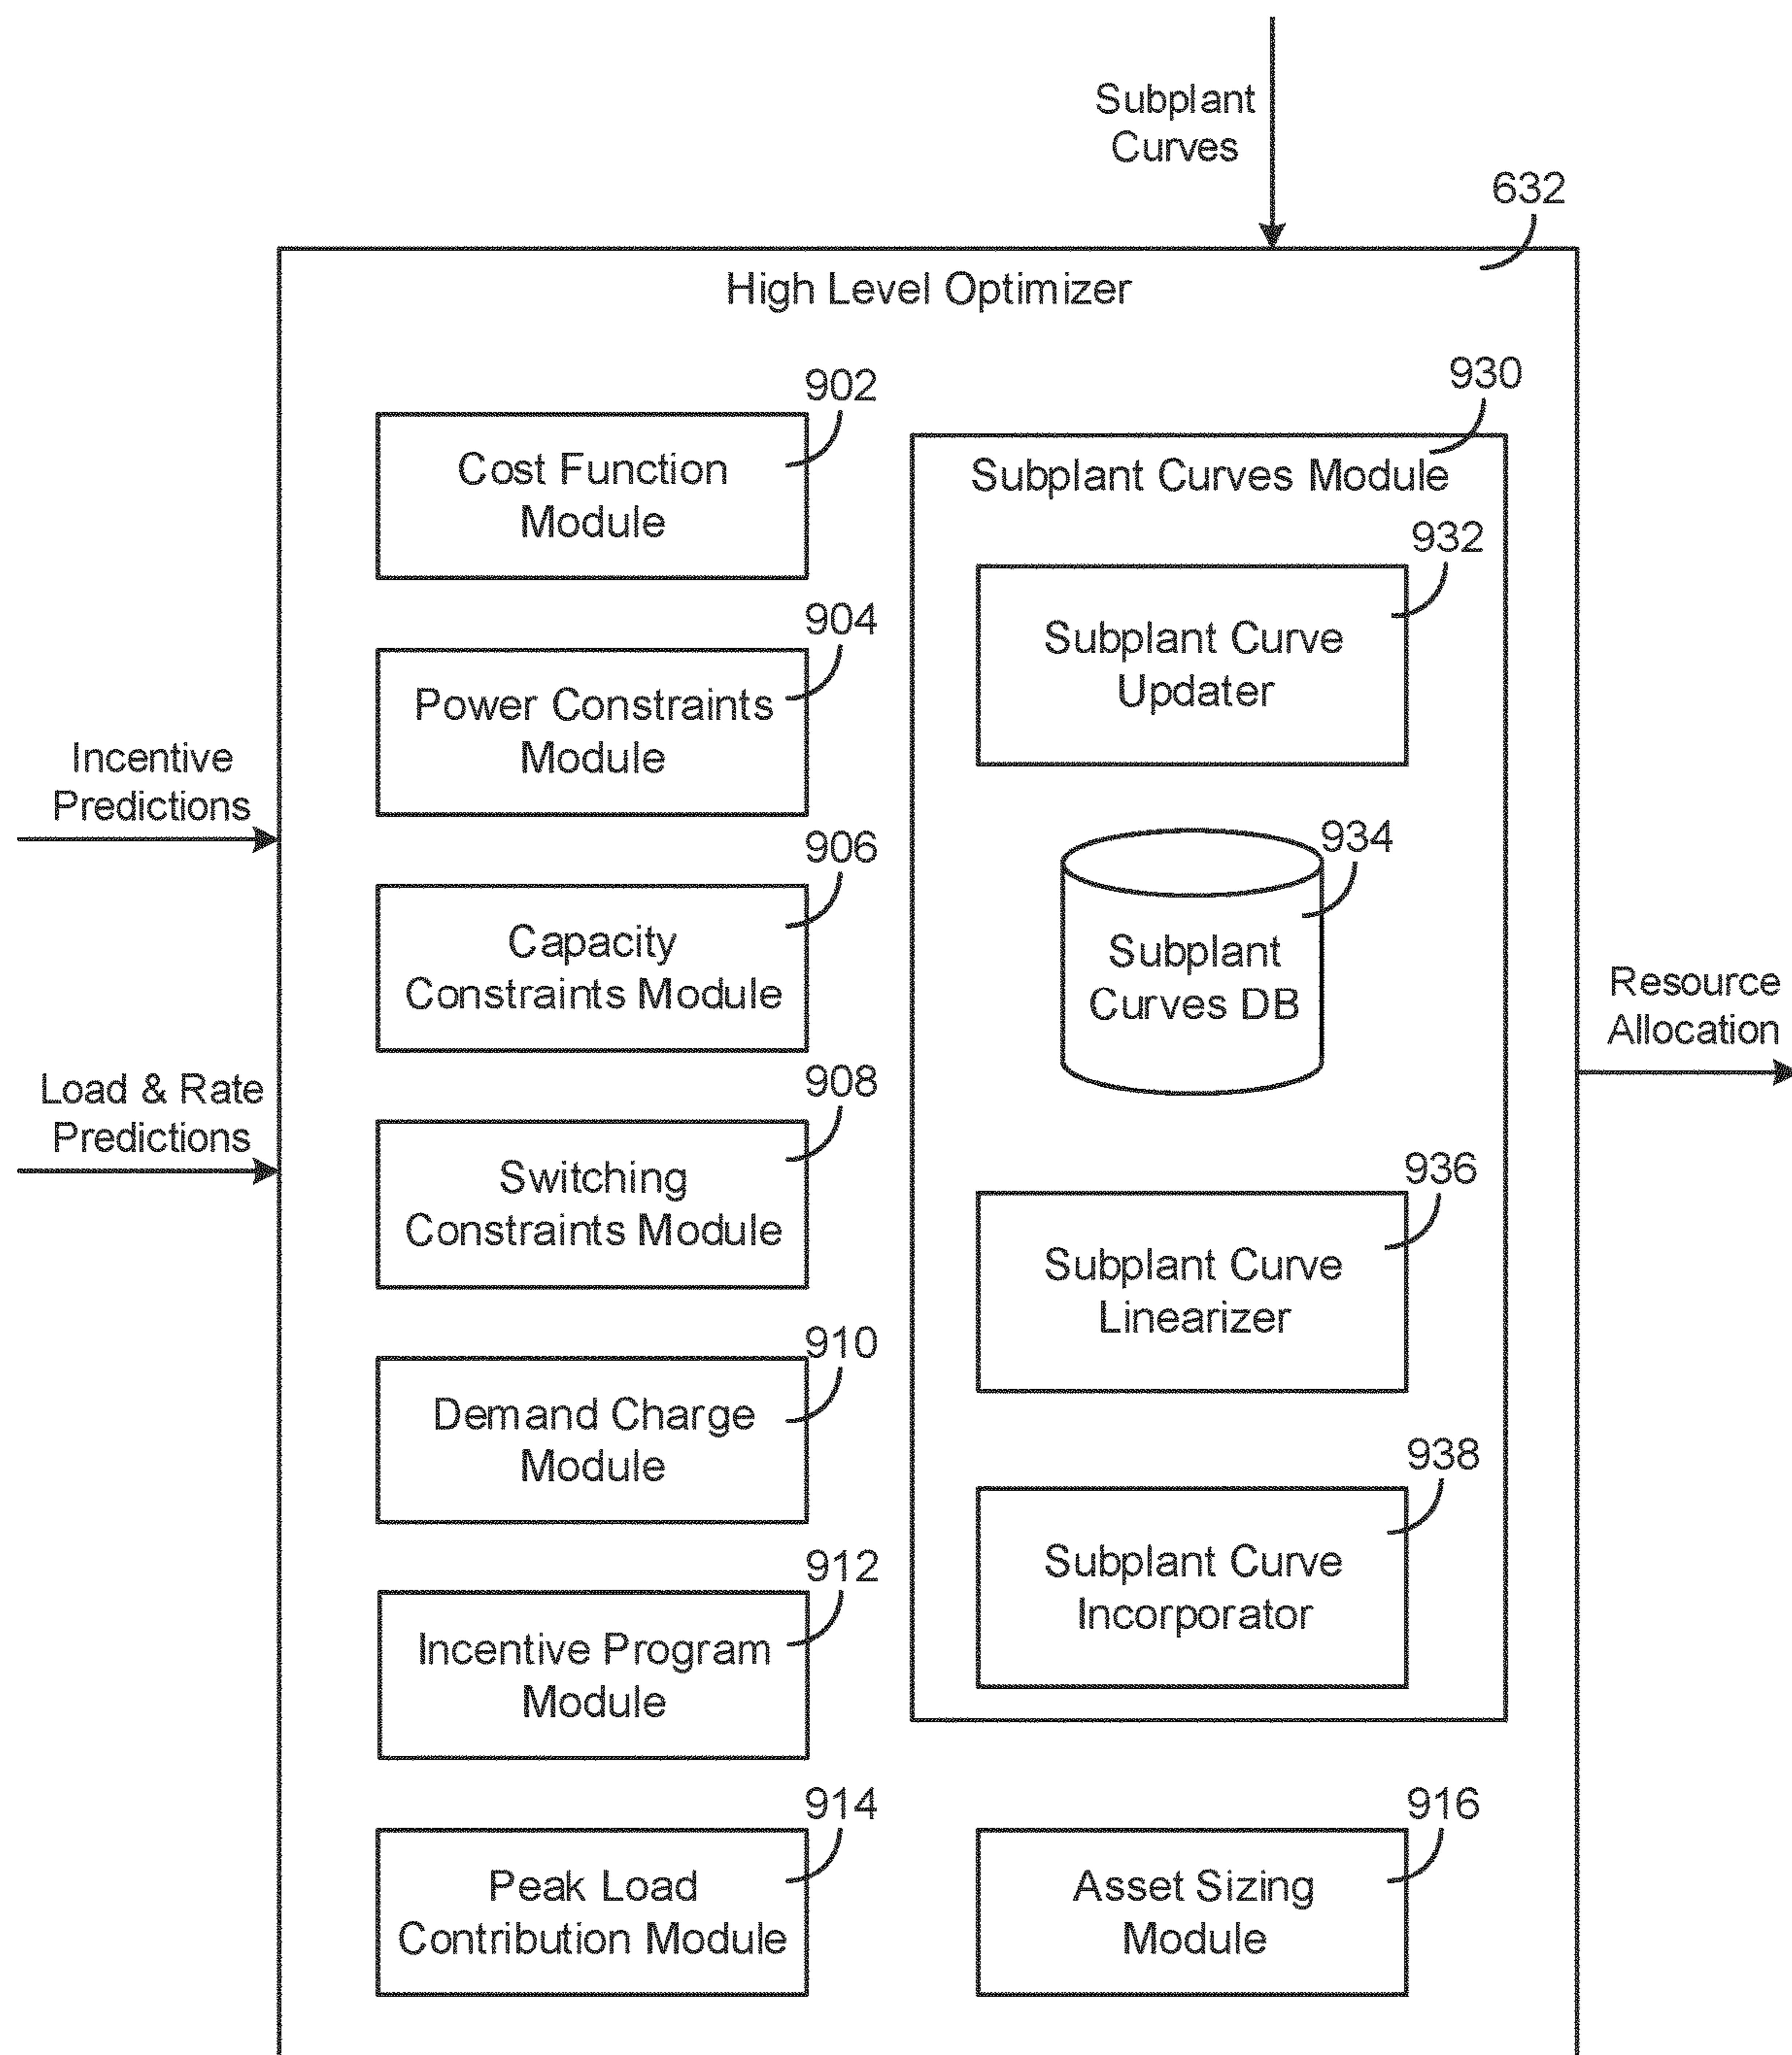 Subplant
Curves
632
High Level Optimizer
902
Cost Function
Module
904
Power Constraints
Module
Incentive
Predictions
906
Capacity
Constraints Module
Load & Rate
Predictions
908
Switching
Constraints Module
910
Demand Charge
Module
912
Incentive Program
Module
914
Peak Load
Contribution Module
930
Subplant Curves Module
932
Subplant Curve
Updater
934
Subplant
Curves DB
936
Subplant Curve
Linearizer
938
Subplant Curve
Incorporator
916
Asset Sizing
Module
Resource
Allocation